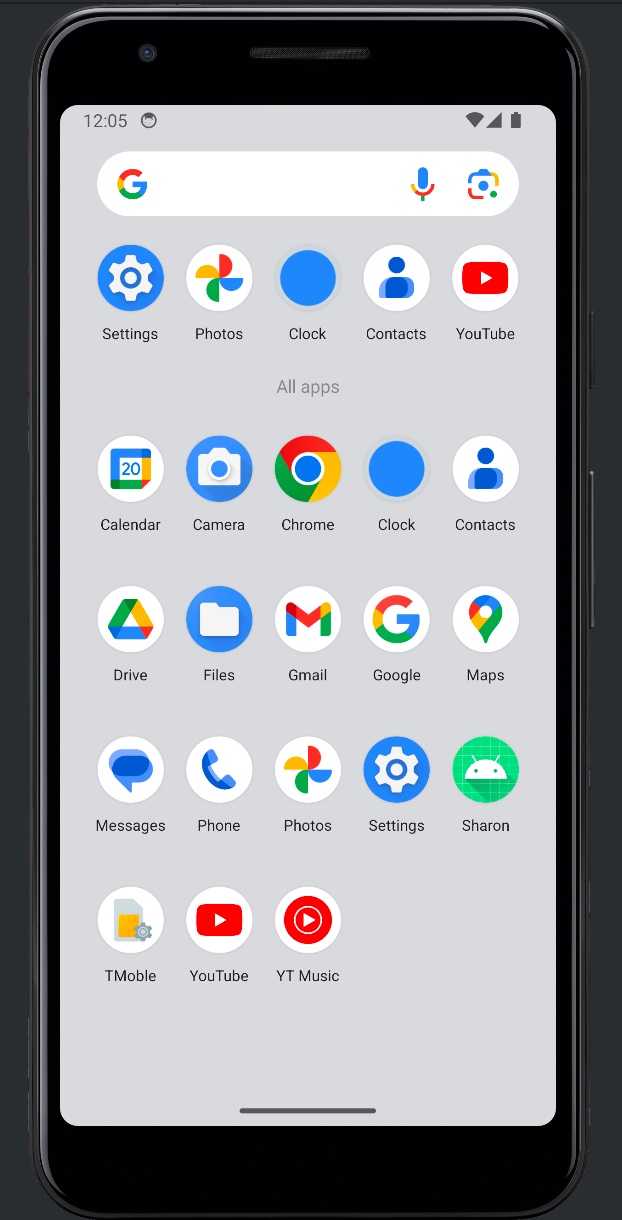 12:05
Settings Photos Clock Contacts YouTube
All apps
20
Calendar Camera Chrome Clock Contacts
Drive Files Gmail Google Maps
Messages Phone Photos Settings Sharon
TMoble YouTube YT Music